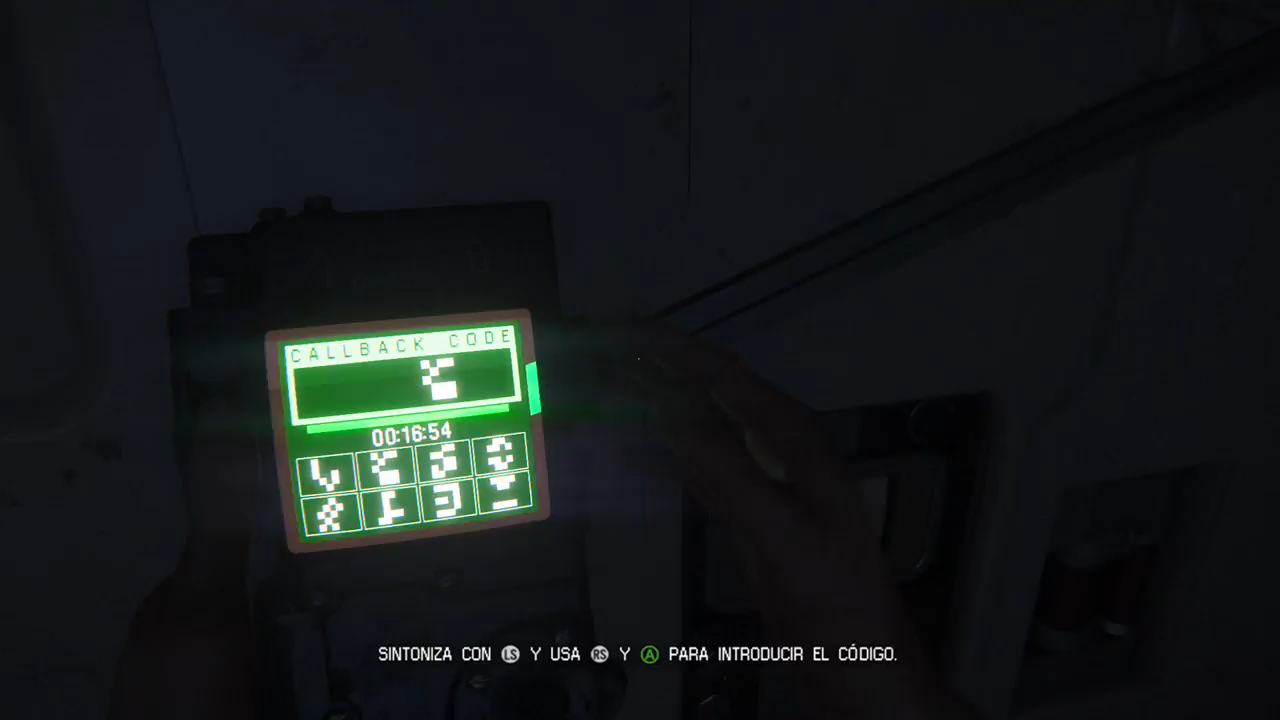 CALLBACK CODE
00:16:54
SINTONIZA CON LS Y USA RS Y A PARA INTRODUCIR EL CÓDIGO.